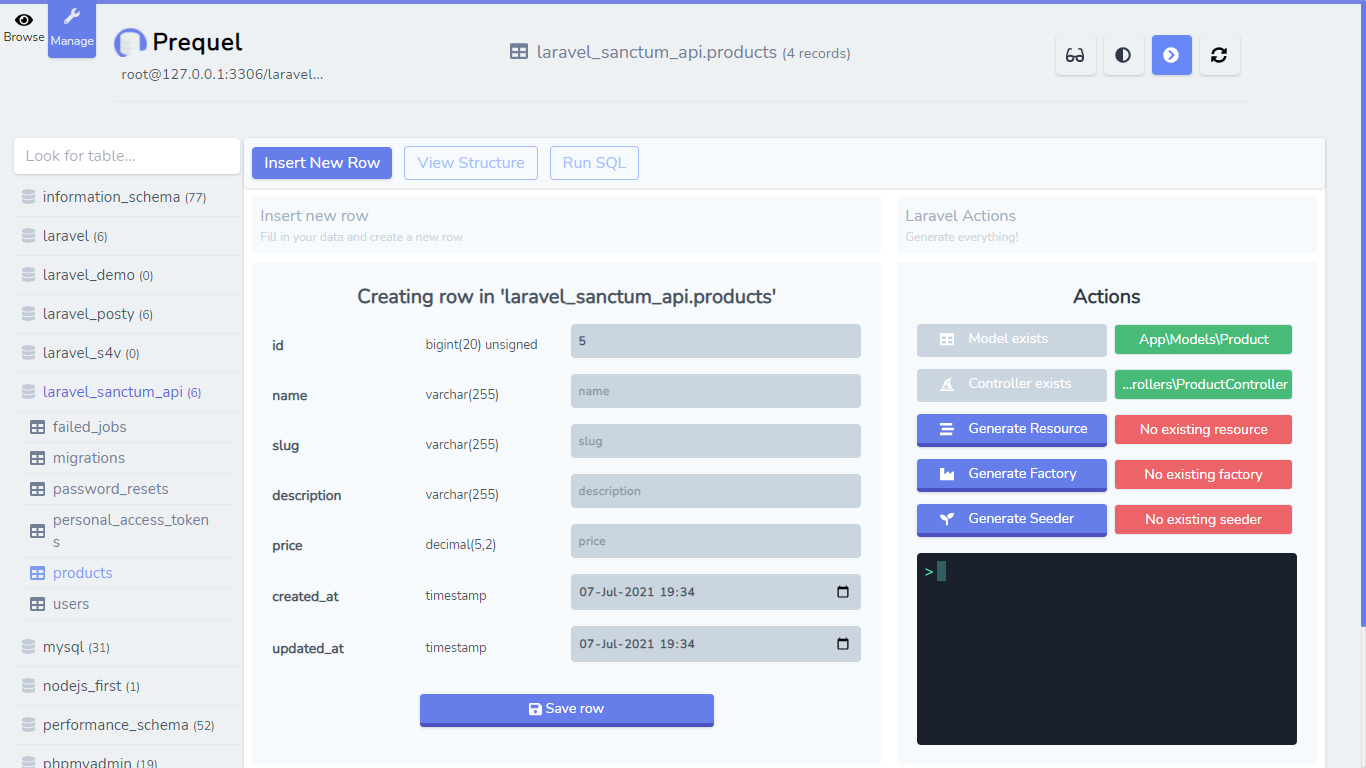 Browse
Manage
Prequel
root@127.0.0.1:3306/laravel...
laravel_sanctum_api.products (4 records)
Look for table...
information_schema (77)
laravel (6)
laravel_demo (0)
laravel_posty (6)
laravel_s4v (0)
laravel_sanctum_api (6)
failed_jobs
migrations
password_resets
personal_access_token
s
products
users
mysql (31)
nodejs_first (1)
performance_schema (52)
phpmyadmin (19)
Insert New Row
View Structure
Run SQL
Insert new row
Fill in your data and create a new row
Creating row in 'laravel_sanctum_api.products'
id bigint(20) unsigned 5
name varchar(255) name
slug varchar(255) slug
description varchar(255) description
price decimal(5,2) price
created_at timestamp 07-Jul-2021 19:34
updated_at timestamp 07-Jul-2021 19:34
Save row
Laravel Actions
Generate everything!
Actions
Model exists App\Models\Product
Controller exists ...rollers\ProductController
Generate Resource No existing resource
Generate Factory No existing factory
Generate Seeder No existing seeder
>